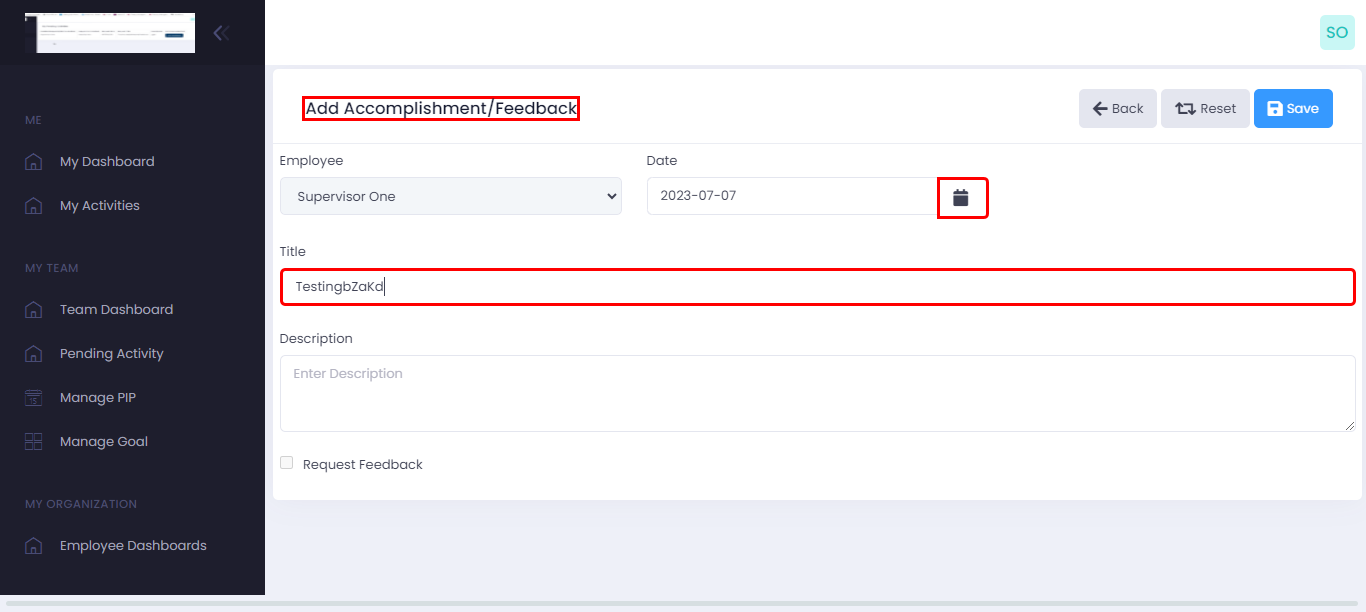 SO
ME
My Dashboard
My Activities
MY TEAM
Team Dashboard
Pending Activity
Manage PIP
Manage Goal
MY ORGANIZATION
Employee Dashboards
Add Accomplishment/Feedback
Back
Reset
Save
Employee
Date
Supervisor One
2023-07-07
Title
TestingbZaKd
Description
Enter Description
Request Feedback